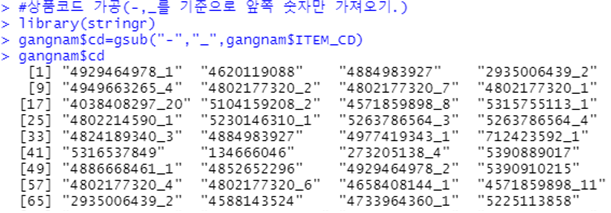 > #상품코드 가공(-,_를 기준으로 앞쪽 숫자만 가져오기.)
> library(stringr)
> gangnam$cd=gsub("-","_",gangnam$ITEM_CD)
> gangnam$cd
[1] "4929464978_1" "4620119088" "4884983927" "2935006439_2"
[9] "4949663265_4" "4802177320_2" "4802177320_7" "4802177320_1"
[17] "4038408297_20" "5104159208_2" "4571859898_8" "5315755113_1"
[25] "4802214590_1" "5230146310_1" "5263786564_3" "5263786564_4"
[33] "4824189340_3" "4884983927" "4977419343_1" "712423592_1"
[41] "5316537849" "134666046" "273205138_4" "5390889017"
[49] "4886668461_1" "4852652296" "4929464978_2" "5390910215"
[57] "4802177320_4" "4802177320_6" "4658408144_1" "4571859898_11"
[65] "2935006439_2" "4588143524" "4733964360_1" "5225113858"